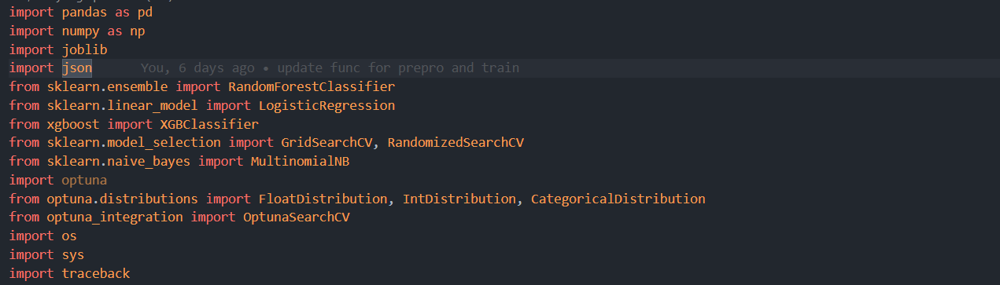 import pandas as pd
import numpy as np
import joblib
import json You, 6 days ago • update func for prepro and train
from sklearn.ensemble import RandomForestClassifier
from sklearn.linear_model import LogisticRegression
from xgboost import XGBClassifier
from sklearn.model_selection import GridSearchCV, RandomizedSearchCV
from sklearn.naive_bayes import MultinomialNB
import optuna
from optuna.distributions import FloatDistribution, IntDistribution, CategoricalDistribution
from optuna_integration import OptunaSearchCV
import os
import sys
import traceback